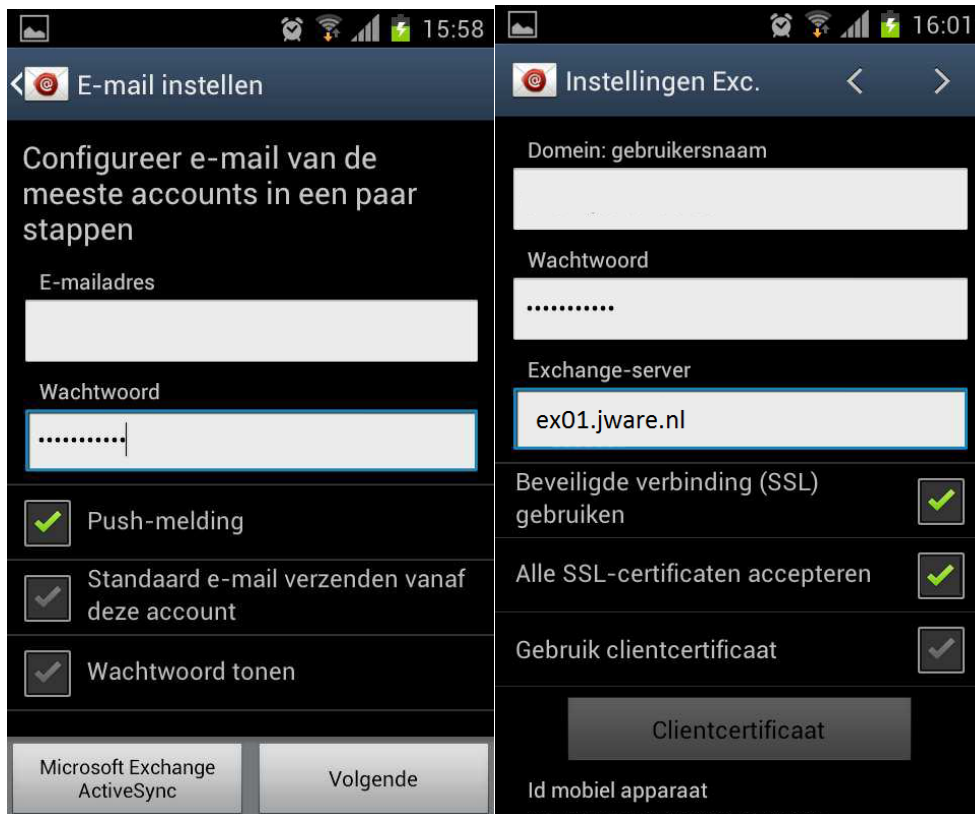 15:58
E-mail instellen
Configureer e-mail van de
meeste accounts in een paar
stappen
E-mailadres
Wachtwoord
•••••••••••
Push-melding
Standaard e-mail verzenden vanaf
deze account
Wachtwoord tonen
Microsoft Exchange
ActiveSync
Volgende
16:01
Instellingen Exc.
Domein: gebruikersnaam
Wachtwoord
•••••••••••
Exchange-server
ex01.jware.nl
Beveiligde verbinding (SSL)
gebruiken
Alle SSL-certificaten accepteren
Gebruik clientcertificaat
Clientcertificaat
Id mobiel apparaat